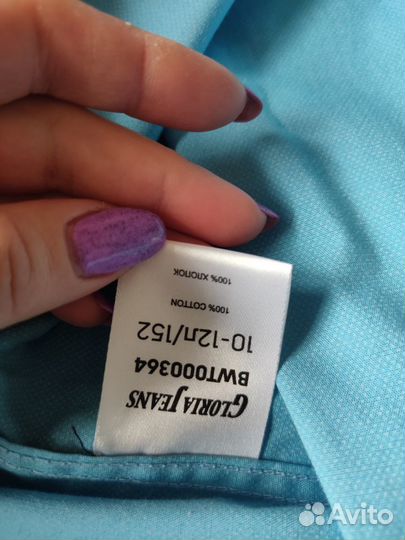 GLORIA JEANS
BWT000364
10-12л/152
100% COTTON
100% ХЛОПОК
Avito